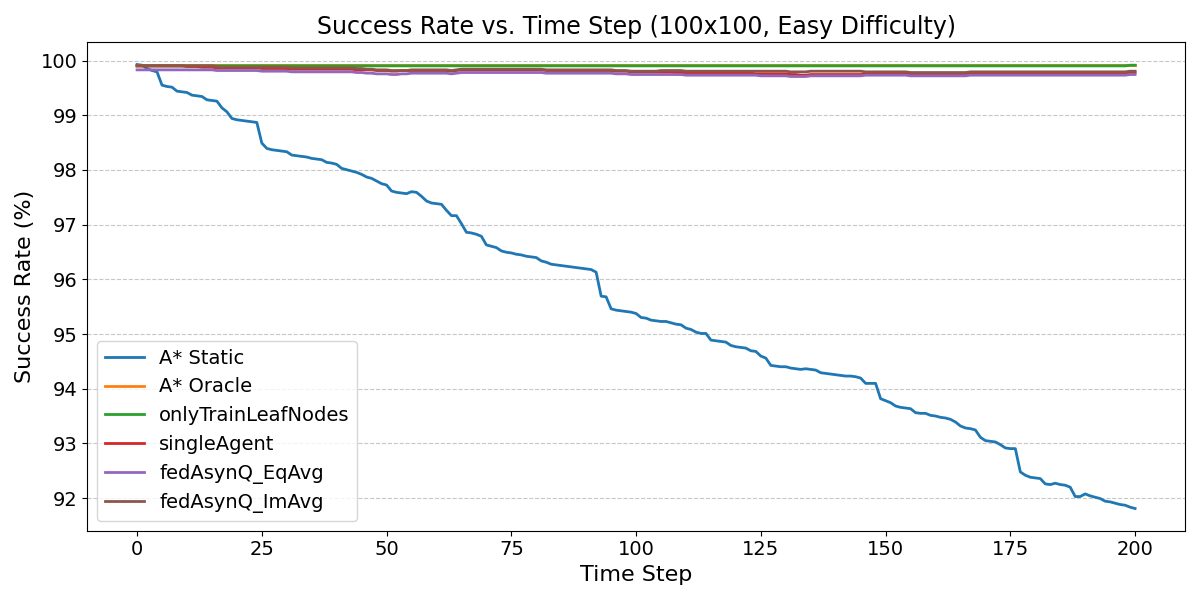 Success Rate vs. Time Step (100x100, Easy Difficulty)
Success Rate (%)
100
99
98
97
96
95
94
93
92
A* Static
A* Oracle
onlyTrainLeafNodes
singleAgent
fedAsynQ_EqAvg
fedAsynQ_ImAvg
0 25 50 75 100 125 150 175 200
Time Step